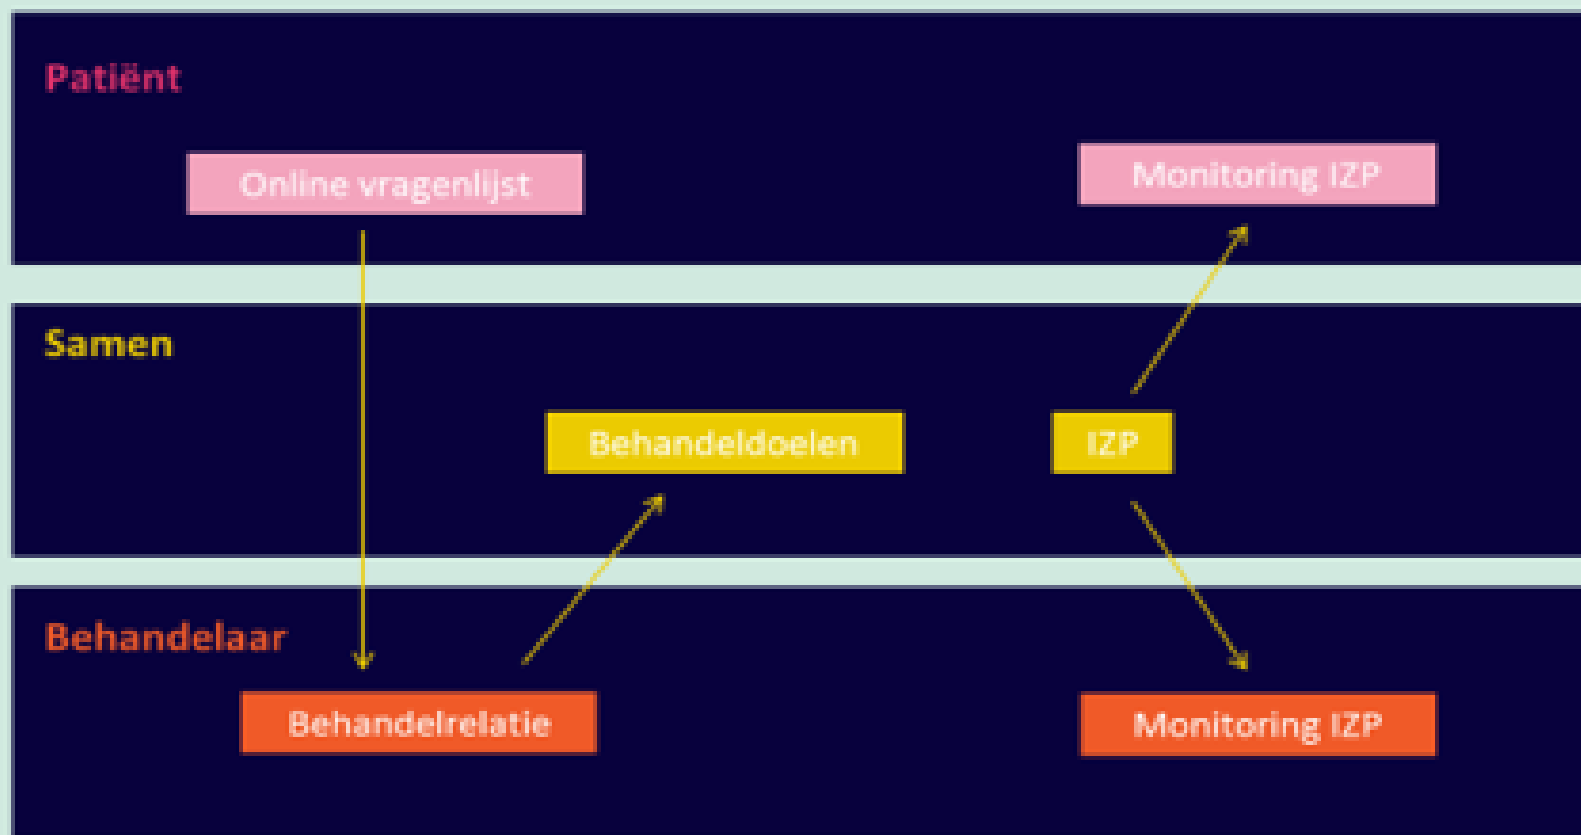 Patiënt
Online vragenlijst
Monitoring IZP
Samen
Behandeldoelen
IZP
Behandelaar
Behandelrelatie
Monitoring IZP